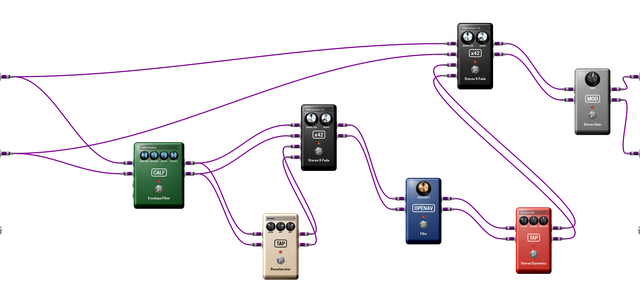 x42
Stereo X-Fade
MOD
Stereo Gain
x42
Stereo X-Fade
CALF
Envelope Filter
OPENAV
Filta
TAP
Reverberator
TAP
Stereo Dynamics